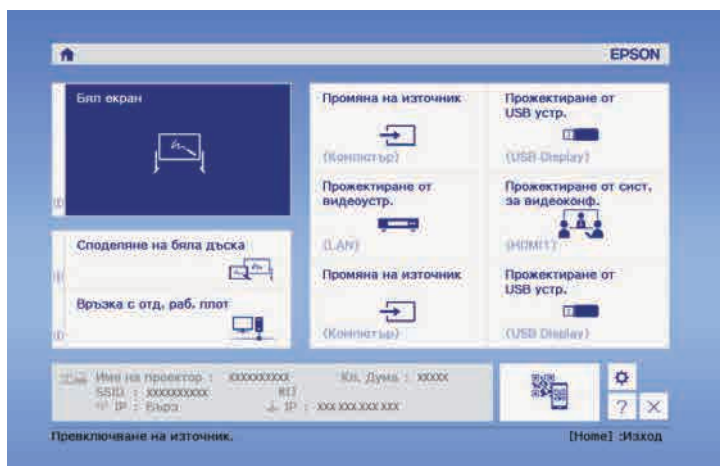 EPSON
Бял екран
Промяна на източник
(Компютър)
Прожектиране от
USB устр.
(USB Display)
Прожектиране от
видеоустр.
(LAN)
Прожектиране от сист.
за видеоконф.
(HDMI1)
Споделяне на бяла дъска
Връзка с отд. раб. плот
Промяна на източник
(Компютър)
Прожектиране от
USB устр.
(USB Display)
Име на проектор : xxxxxxxxxx
Кл. Дума : xxxxx
SSID : xxxxxxxxxx
IP : Бърз
IP : xxx.xxx.xxx.xxx
?
Превключване на източник.
[Home] :Изход